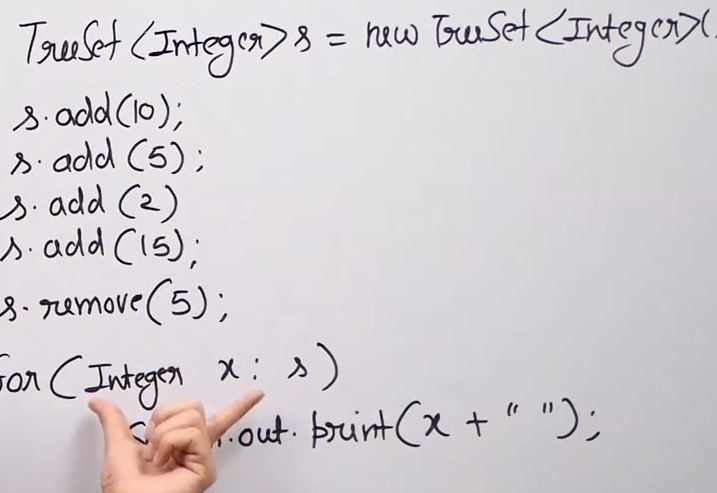 TreeSet<Integer> s = new TreeSet<Integer>(
s.add(10);
s.add(5);
s.add(2)
s.add(15);
s.remove(5);
for(Integer x: s)
.out.print(x + " ");